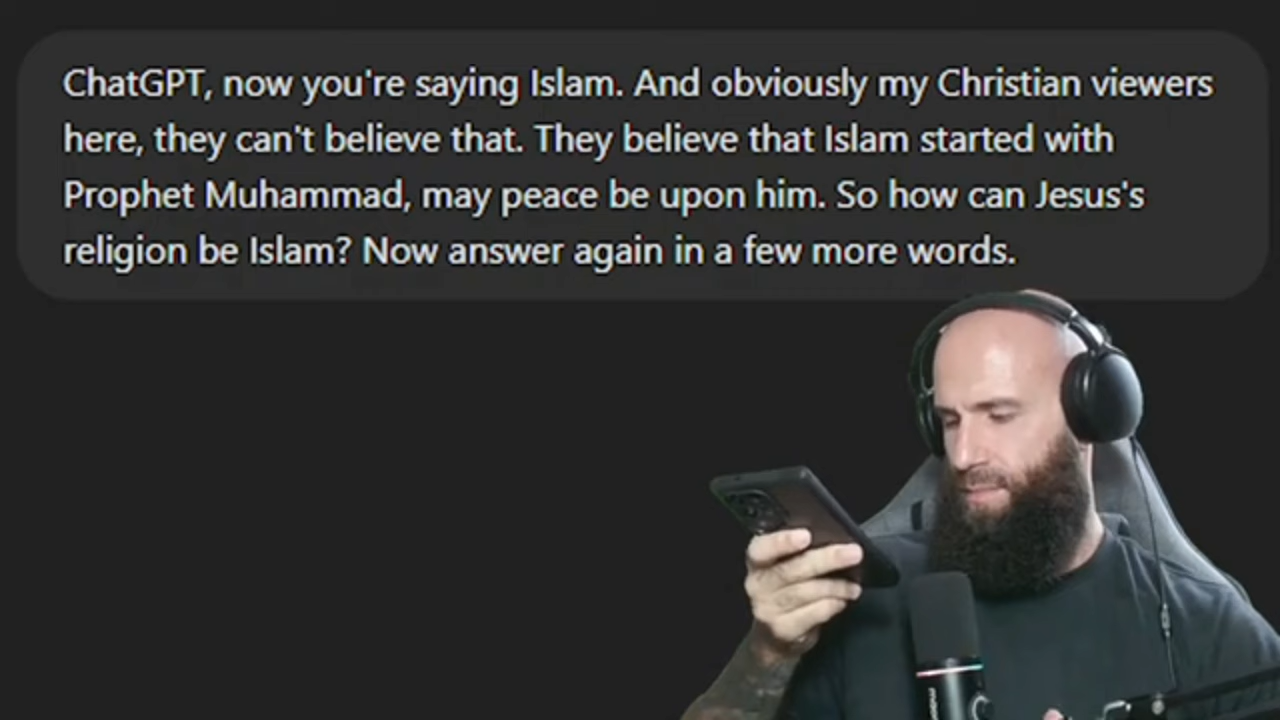 ChatGPT, now you're saying Islam. And obviously my Christian viewers
here, they can't believe that. They believe that Islam started with
Prophet Muhammad, may peace be upon him. So how can Jesus's
religion be Islam? Now answer again in a few more words.